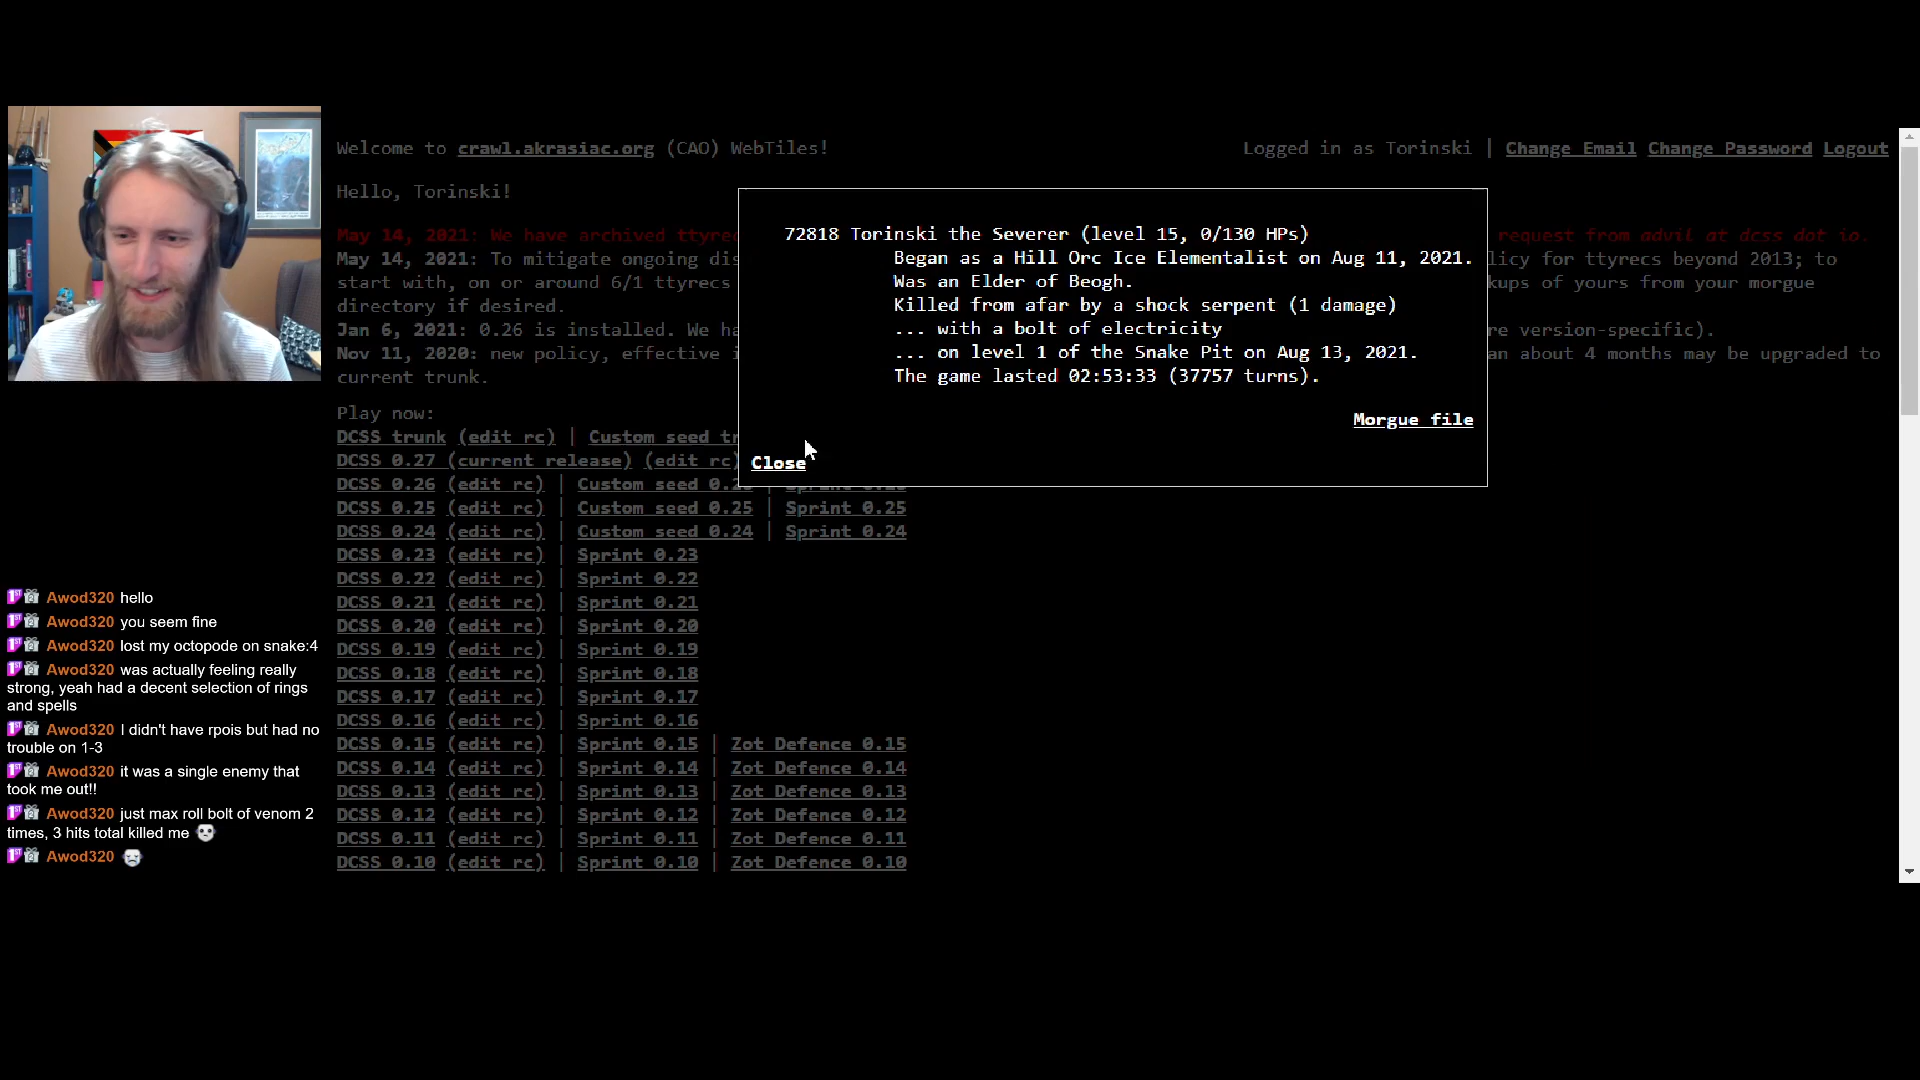 Welcome to crawl.akrasiac.org (CAO) WebTiles!
Logged in as Torinski | Change Email Change Password Logout
Hello, Torinski!
May 14, 2021: We have archived ttyrec
request from advil at dcss dot io.
May 14, 2021: To mitigate ongoing dis
licy for ttyrecs beyond 2013; to
start with, on or around 6/1 ttyrecs
kups of yours from your morgue
directory if desired.
Jan 6, 2021: 0.26 is installed. We ha
re version-specific).
Nov 11, 2020: new policy, effective i
an about 4 months may be upgraded to
current trunk.
72818 Torinski the Severer (level 15, 0/130 HPs)
Began as a Hill Orc Ice Elementalist on Aug 11, 2021.
Was an Elder of Beogh.
Killed from afar by a shock serpent (1 damage)
... with a bolt of electricity
... on level 1 of the Snake Pit on Aug 13, 2021.
The game lasted 02:53:33 (37757 turns).
Morgue file
Close
Play now:
DCSS trunk (edit rc) | Custom seed tr
DCSS 0.27 (current release) (edit rc)
DCSS 0.26 (edit rc) | Custom seed 0.2
DCSS 0.25 (edit rc) | Custom seed 0.25 | Sprint 0.25
DCSS 0.24 (edit rc) | Custom seed 0.24 | Sprint 0.24
DCSS 0.23 (edit rc) | Sprint 0.23
DCSS 0.22 (edit rc) | Sprint 0.22
DCSS 0.21 (edit rc) | Sprint 0.21
DCSS 0.20 (edit rc) | Sprint 0.20
DCSS 0.19 (edit rc) | Sprint 0.19
DCSS 0.18 (edit rc) | Sprint 0.18
DCSS 0.17 (edit rc) | Sprint 0.17
DCSS 0.16 (edit rc) | Sprint 0.16
DCSS 0.15 (edit rc) | Sprint 0.15 | Zot Defence 0.15
DCSS 0.14 (edit rc) | Sprint 0.14 | Zot Defence 0.14
DCSS 0.13 (edit rc) | Sprint 0.13 | Zot Defence 0.13
DCSS 0.12 (edit rc) | Sprint 0.12 | Zot Defence 0.12
DCSS 0.11 (edit rc) | Sprint 0.11 | Zot Defence 0.11
DCSS 0.10 (edit rc) | Sprint 0.10 | Zot Defence 0.10
Awod320 hello
Awod320 you seem fine
Awod320 lost my octopode on snake:4
Awod320 was actually feeling really
strong, yeah had a decent selection of rings
and spells
Awod320 I didn't have rpois but had no
trouble on 1-3
Awod320 it was a single enemy that
took me out!!
Awod320 just max roll bolt of venom 2
times, 3 hits total killed me
Awod320